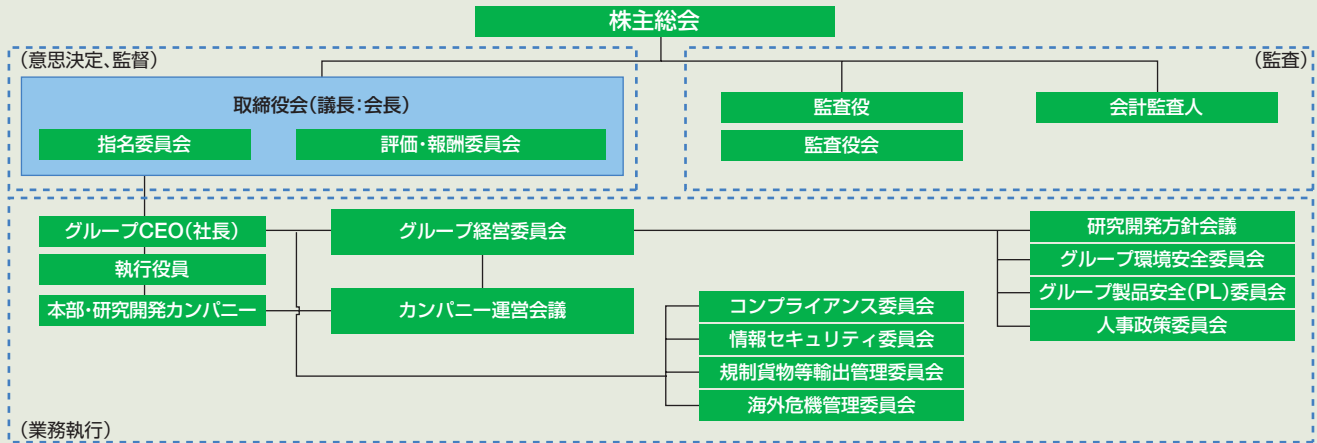 株主総会
(意思決定、監督)
(監査)
取締役会(議長:会長)
指名委員会
評価・報酬委員会
監査役
監査役会
会計監査人
グループCEO(社長)
執行役員
本部・研究開発カンパニー
グループ経営委員会
カンパニー運営会議
コンプライアンス委員会
情報セキュリティ委員会
規制貨物等輸出管理委員会
海外危機管理委員会
研究開発方針会議
グループ環境安全委員会
グループ製品安全(PL)委員会
人事政策委員会
(業務執行)